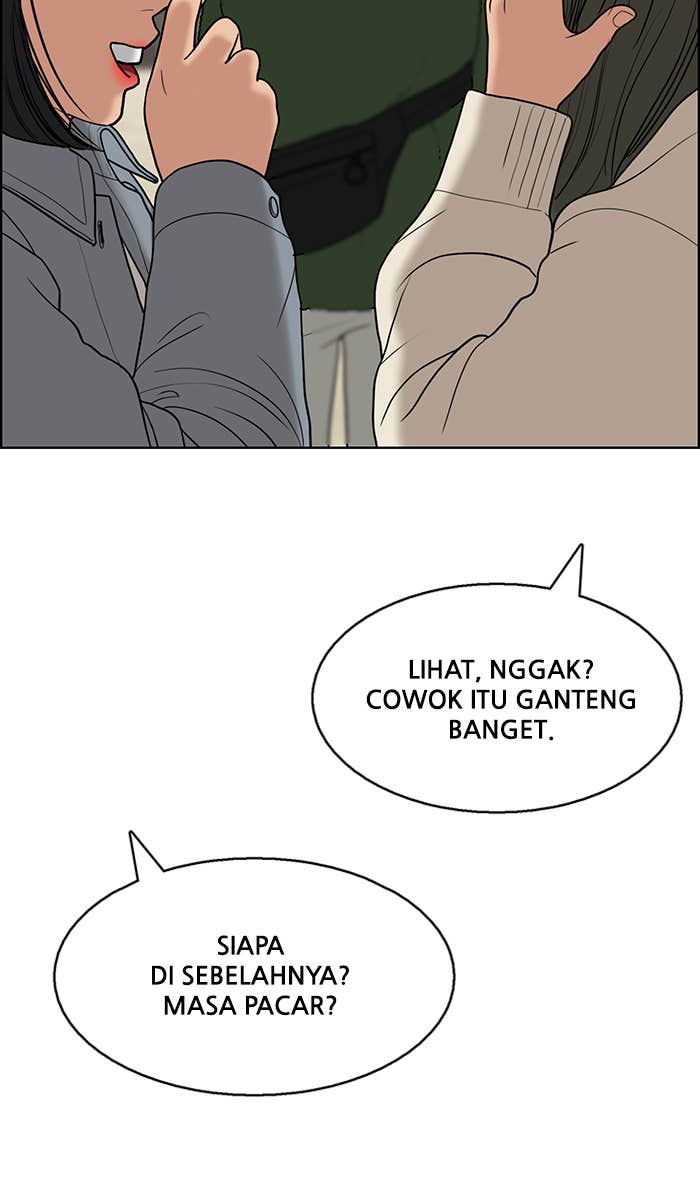 LIHAT, NGGAK?
COWOK ITU GANTENG
BANGET.
SIAPA
DI SEBELAHNYA?
MASA PACAR?